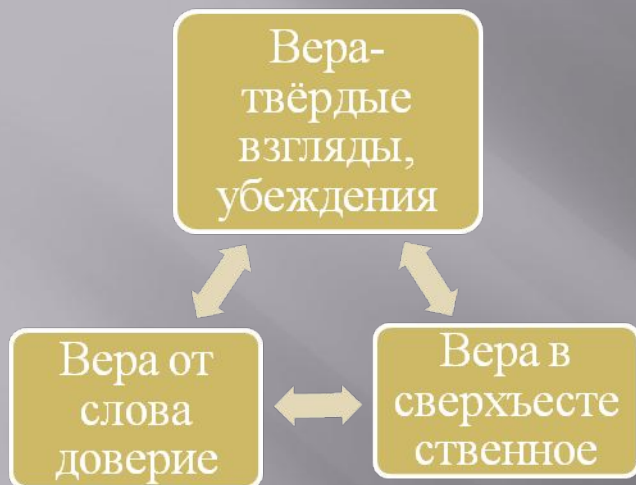 Вера-
твёрдые
взгляды,
убеждения
Вера от
слова
доверие
Вера в
сверхъесте
ственное